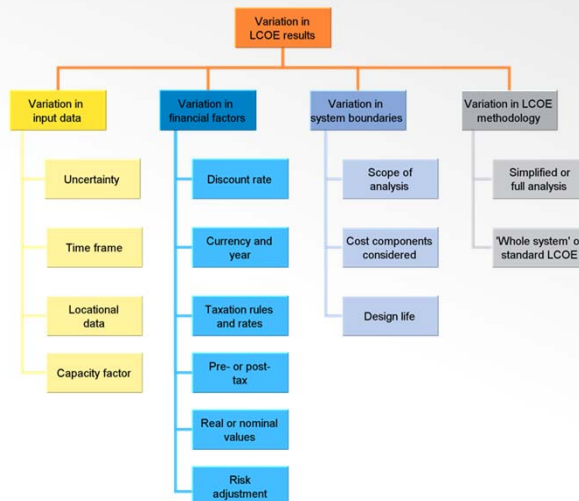 Variation in
LCOE results
Variation in
input data
Uncertainty
Time frame
Locational
data
Capacity factor
Variation in
financial factors
Discount rate
Currency and
year
Taxation rules
and rates
Pre- or post-
tax
Real or nominal
values
Risk
adjustment
Variation in
system boundaries
Scope of
analysis
Cost components
considered
Design life
Variation in LCOE
methodology
Simplified or
full analysis
'Whole system' o
standard LCOE